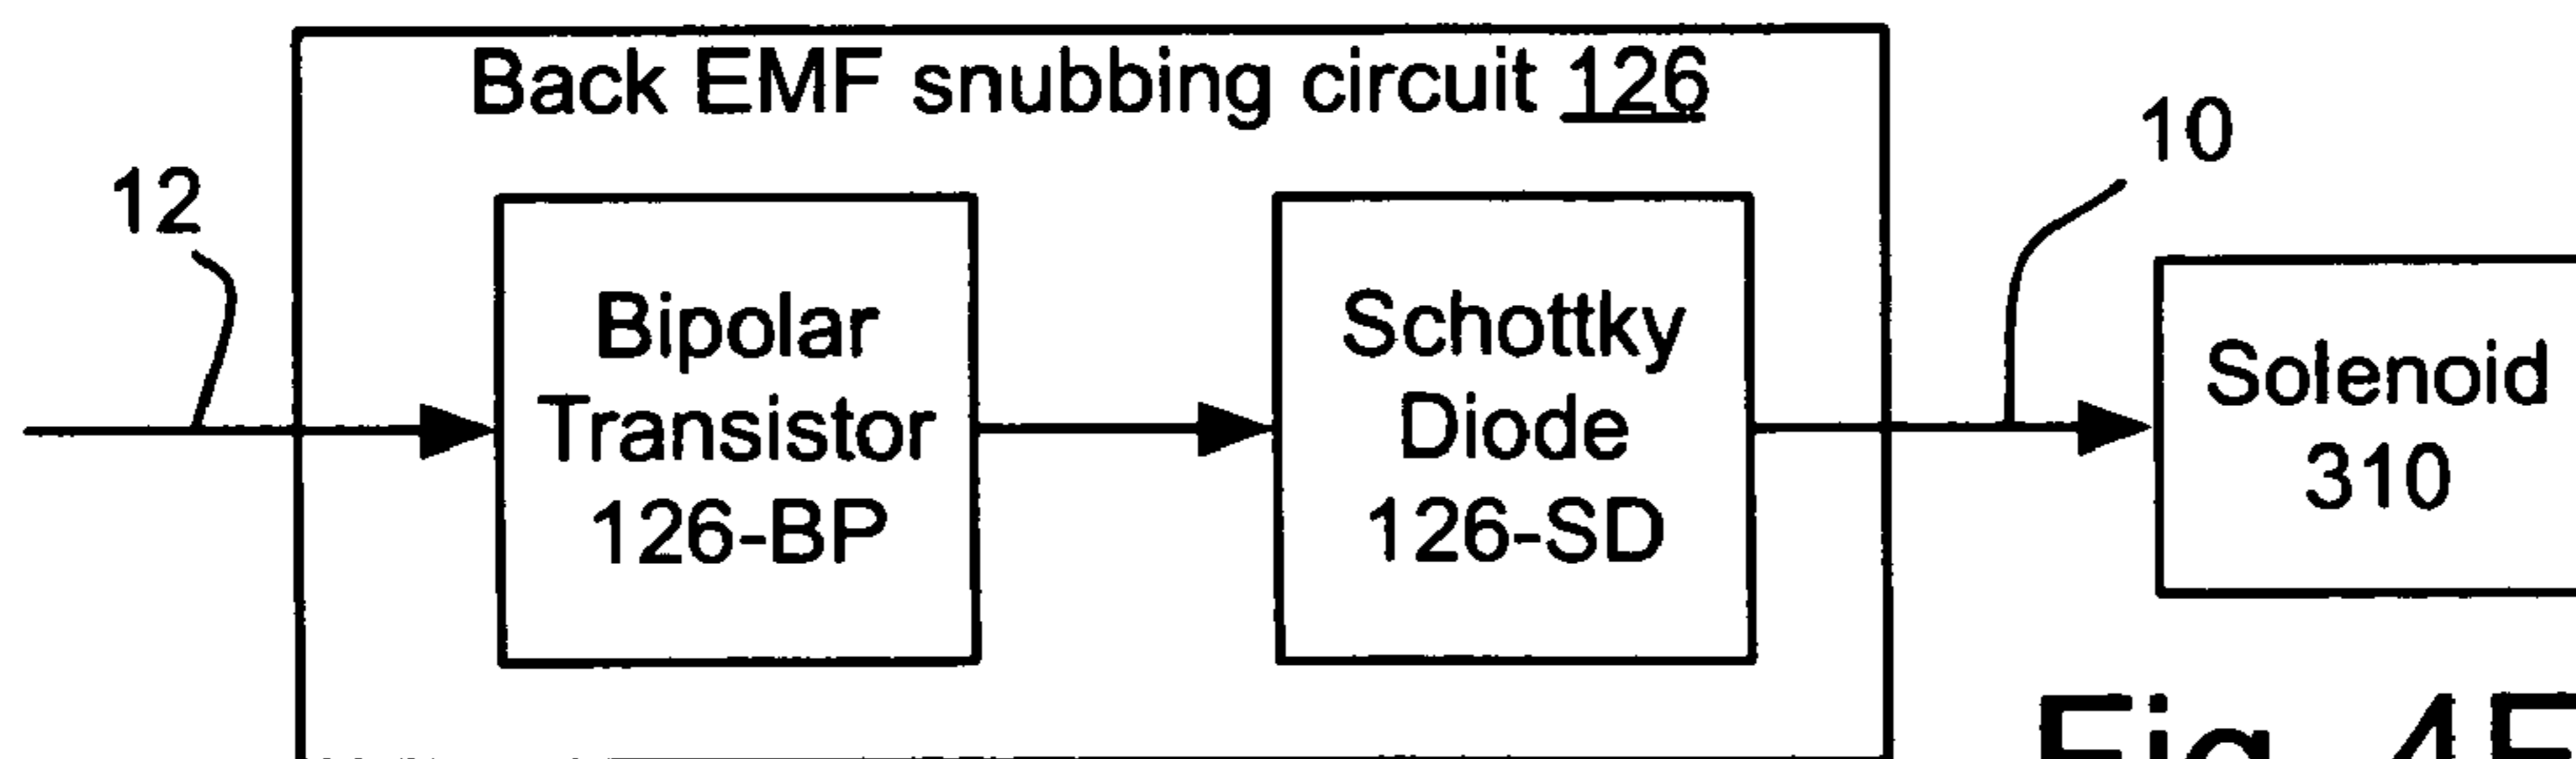 Back EMF snubbing circuit 126
12
10
Bipolar
Transistor
126-BP
Schottky
Diode
126-SD
Solenoid
310